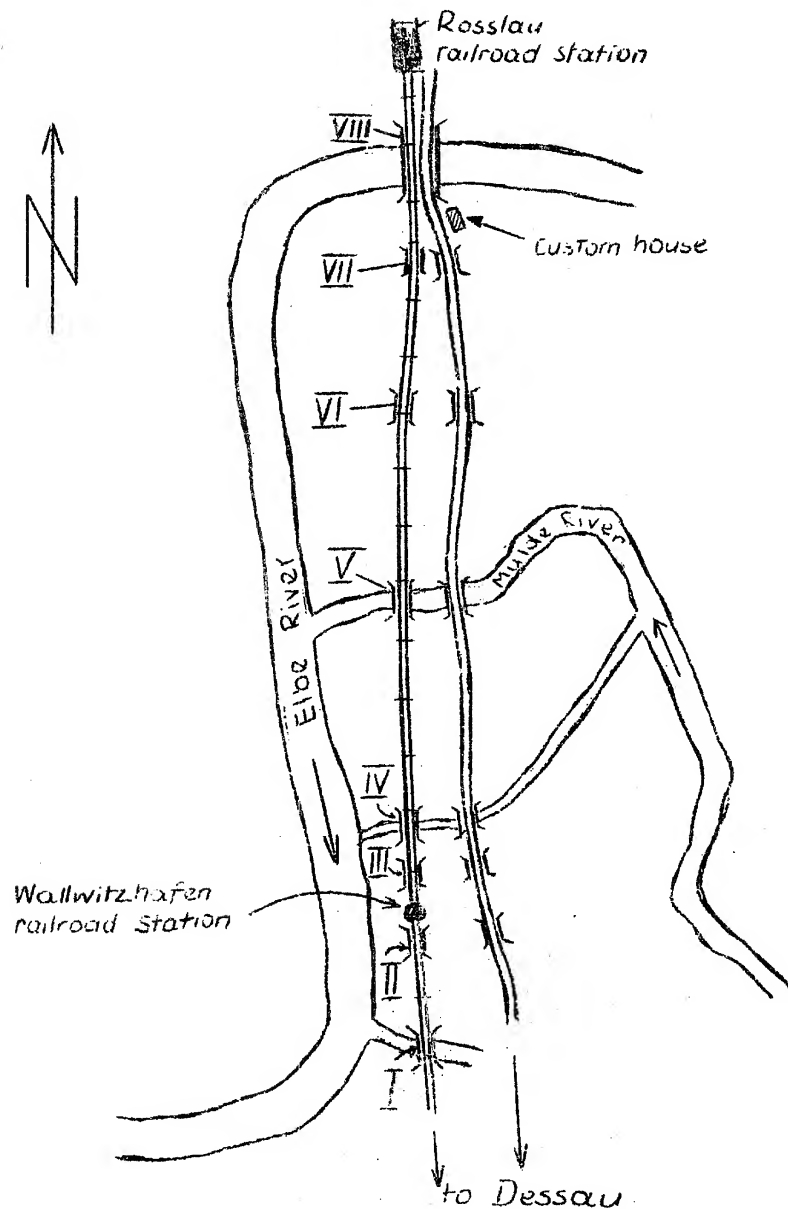 Rosslau
railroad station
VIII
N
Custom house
VII
VI
Mulde River
V
Elbe River
IV
III
Wallwitzhafen
railroad station
II
I
to Dessau